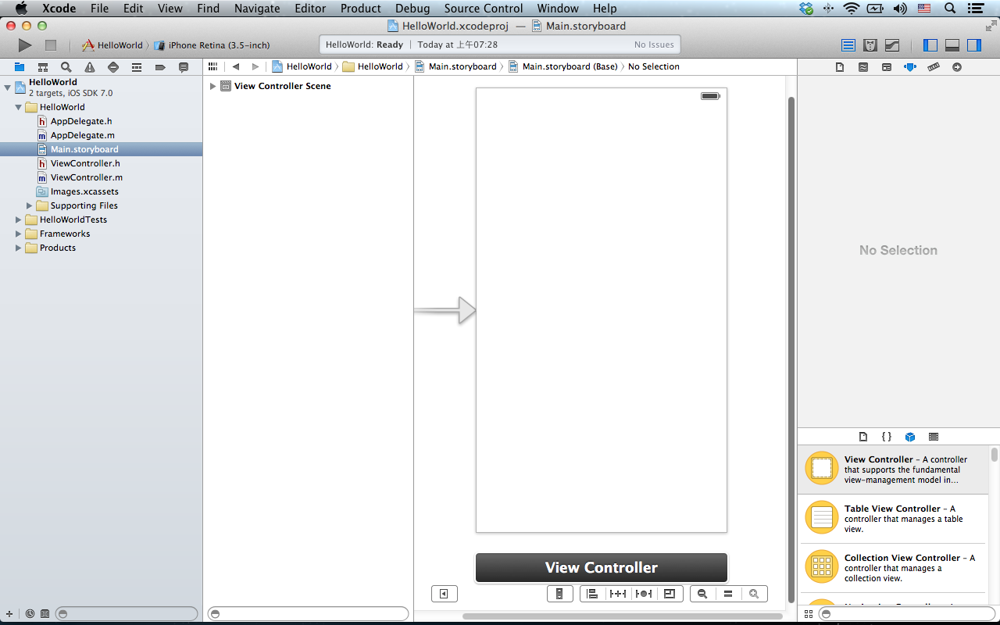 Xcode File Edit View Find Navigate Editor Product Debug Source Control Window Help
HelloWorld.xcodeproj — Main.storyboard
HelloWorld 〉 iPhone Retina (3.5-inch)
HelloWorld: Ready | Today at 上午07:28
No Issues
HelloWorld 〉 HelloWorld 〉 Main.storyboard 〉 Main.storyboard (Base) 〉 No Selection
HelloWorld
2 targets, iOS SDK 7.0
HelloWorld
AppDelegate.h
AppDelegate.m
Main.storyboard
ViewController.h
ViewController.m
Images.xcassets
Supporting Files
HelloWorldTests
Frameworks
Products
View Controller Scene
View Controller
No Selection
View Controller – A controller
that supports the fundamental
view-management model in...
Table View Controller – A
controller that manages a table
view.
Collection View Controller – A
controller that manages a
collection view.